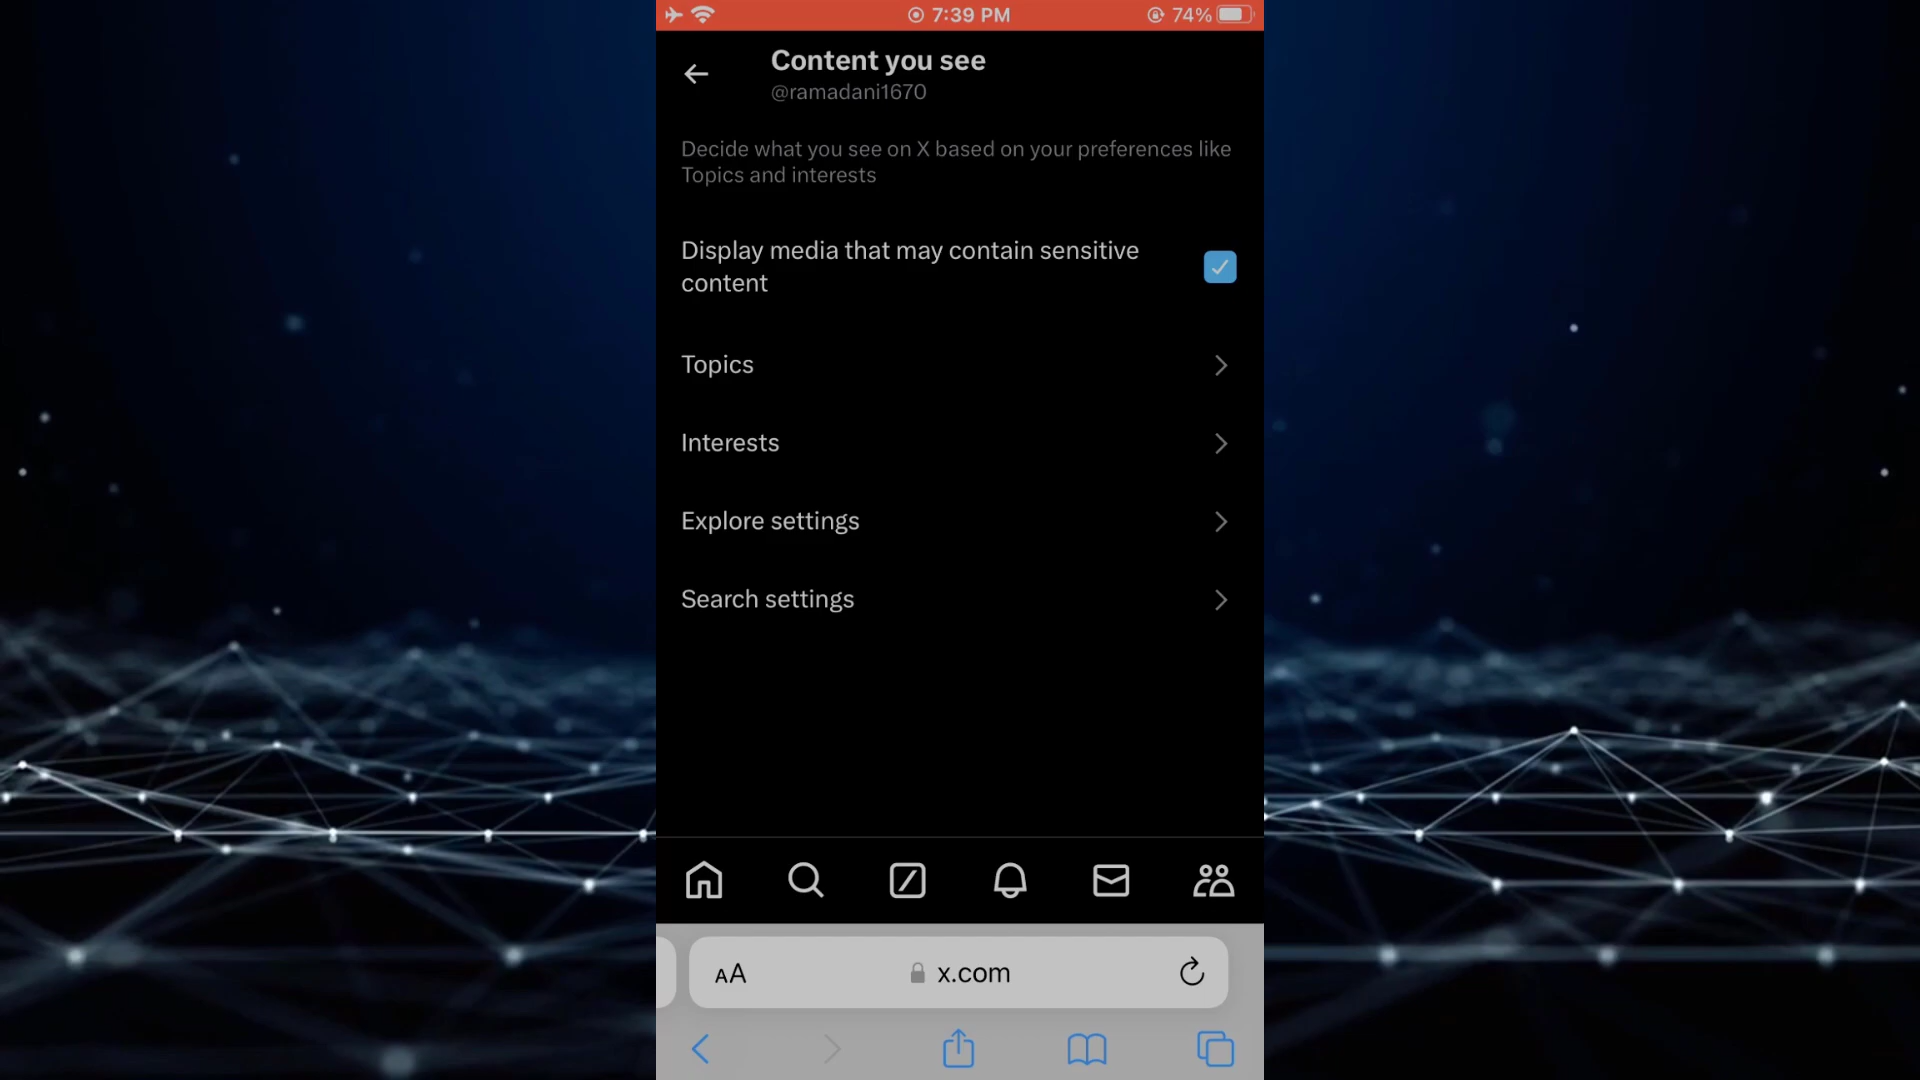 7:39 PM
74%
Content you see
@ramadani1670
Decide what you see on X based on your preferences like
Topics and interests
Display media that may contain sensitive
content
Topics
Interests
Explore settings
Search settings
AA
x.com